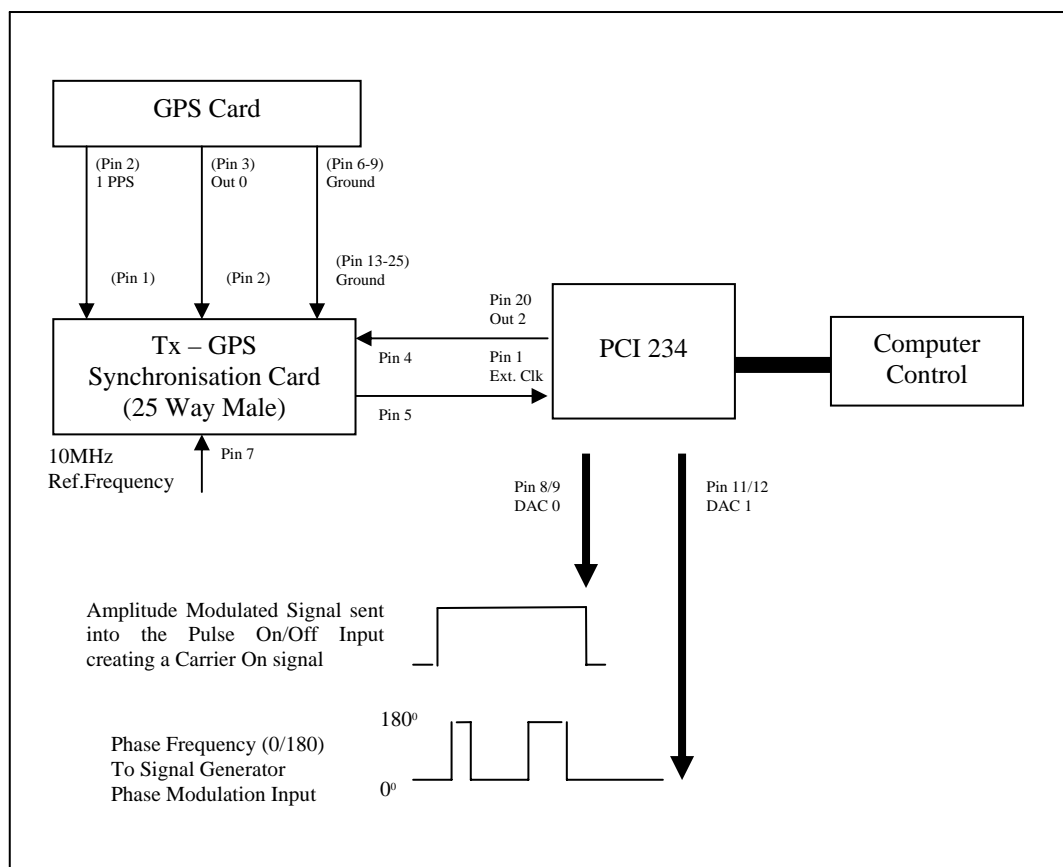 GPS Card
(Pin 2)
1 PPS
(Pin 3)
Out 0
(Pin 6-9)
Ground
(Pin 1)
(Pin 2)
(Pin 13-25)
Ground
Tx – GPS
Synchronisation Card
(25 Way Male)
Pin 20
Out 2
Pin 4
Pin 1
Ext. Clk
Pin 5
PCI 234
Computer
Control
10MHz
Ref.Frequency
Pin 7
Pin 8/9
DAC 0
Pin 11/12
DAC 1
Amplitude Modulated Signal sent
into the Pulse On/Off Input
creating a Carrier On signal
180⁰
Phase Frequency (0/180)
To Signal Generator
Phase Modulation Input
0⁰